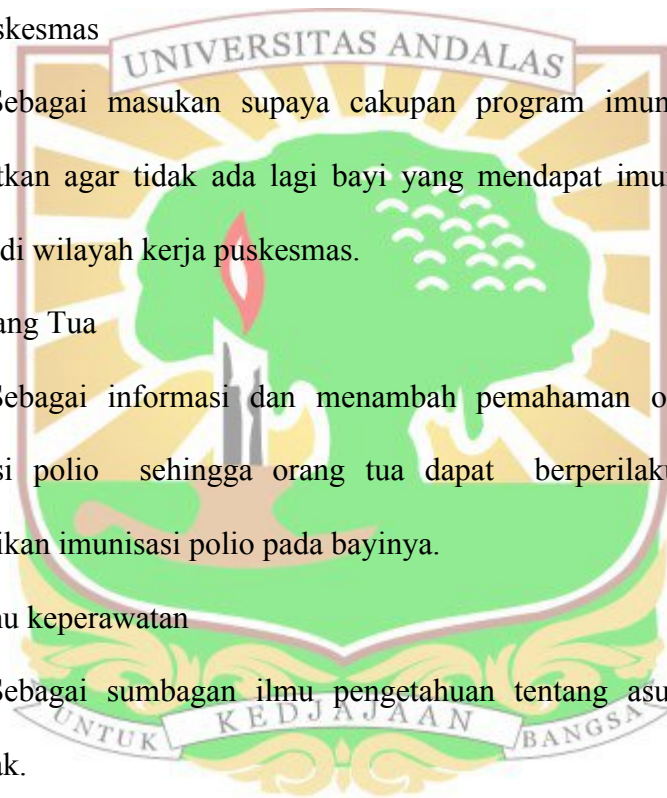 skesmas
UNIVERSITAS ANDALAS
Sebagai masukan supaya cakupan program imun
tkan agar tidak ada lagi bayi yang mendapat imu
di wilayah kerja puskesmas.
ang Tua
Sebagai informasi dan menambah pemahaman o
si polio sehingga orang tua dapat berperilaku
ikan imunisasi polio pada bayinya.
u keperawatan
Sebagai sumbagan ilmu pengetahuan tentang asu
UNTUK KEDJAJAAN BANGSA
ak.